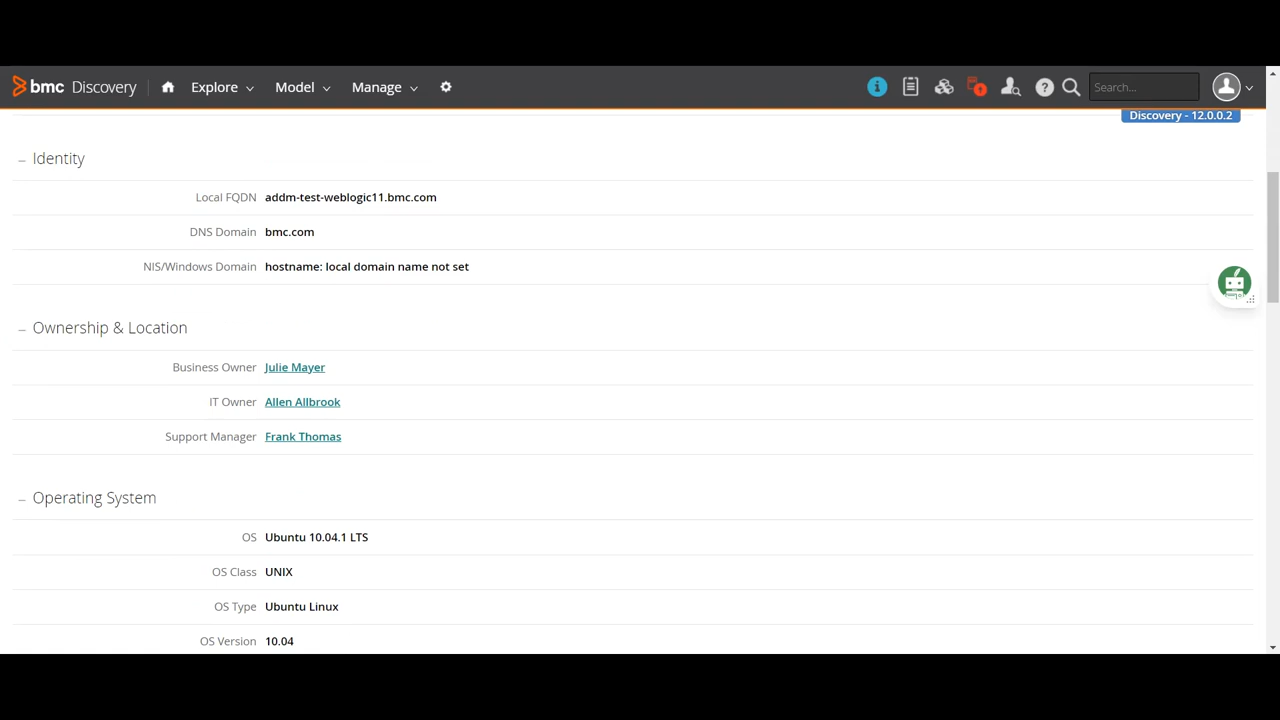 bmc Discovery Explore Model Manage Search...
Discovery - 12.0.0.2
Identity
Local FQDN addm-test-weblogic11.bmc.com
DNS Domain bmc.com
NIS/Windows Domain hostname: local domain name not set
Ownership & Location
Business Owner Julie Mayer
IT Owner Allen Allbrook
Support Manager Frank Thomas
Operating System
OS Ubuntu 10.04.1 LTS
OS Class UNIX
OS Type Ubuntu Linux
OS Version 10.04